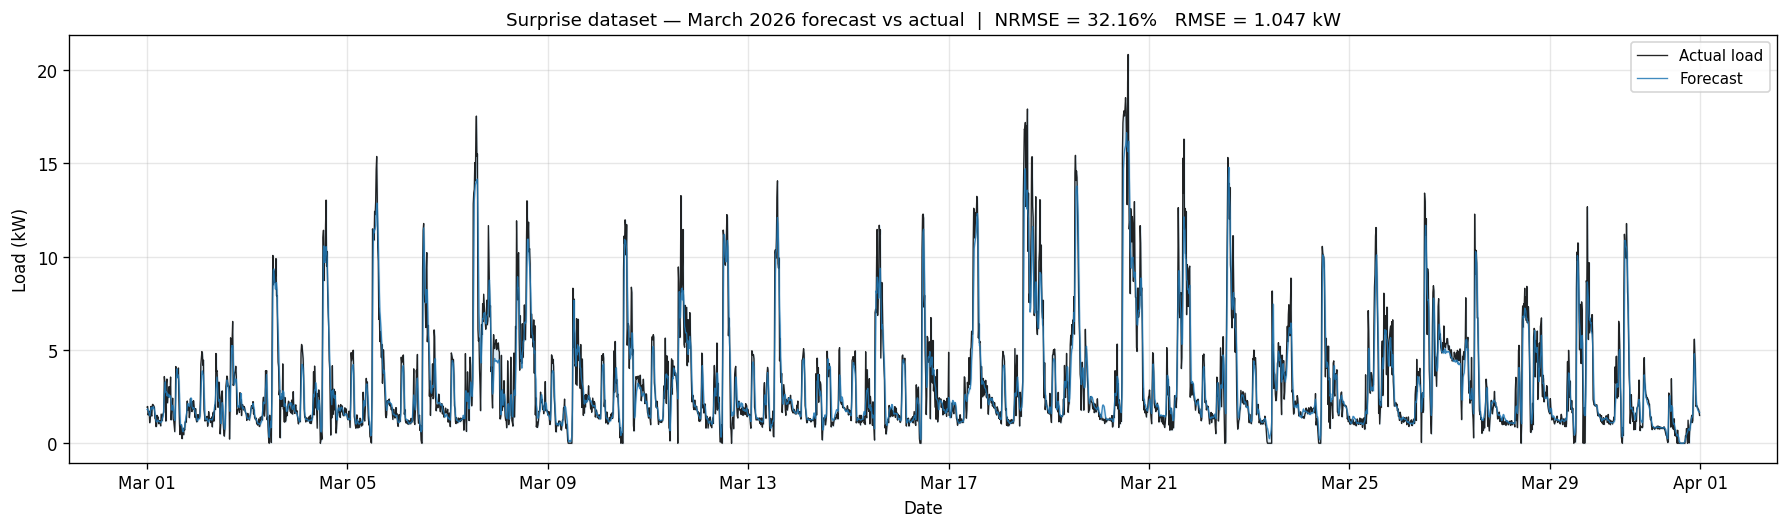 Surprise dataset — March 2026 forecast vs actual | NRMSE = 32.16% RMSE = 1.047 kW
Actual load
Forecast
Load (kW)
20
15
10
5
0
Mar 01 Mar 05 Mar 09 Mar 13 Mar 17 Mar 21 Mar 25 Mar 29 Apr 01
Date